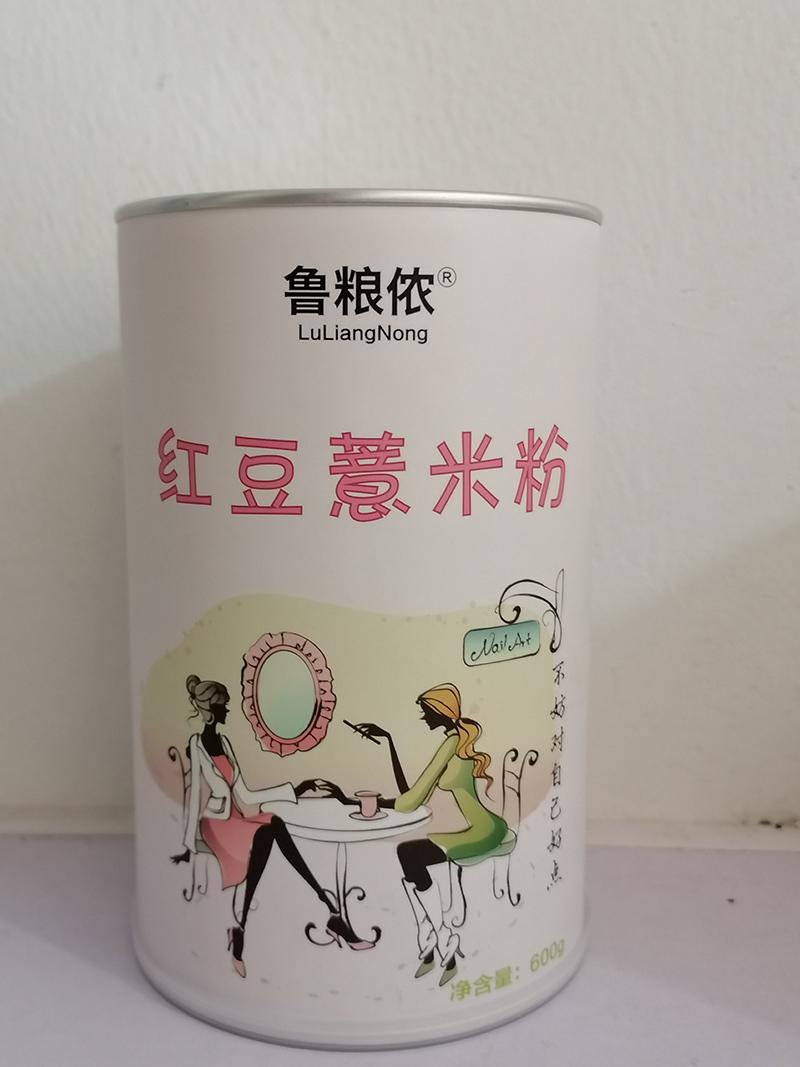 鲁粮侬®
LuLiangNong
红豆薏米粉
Nail Art
不妨对自己好点
净含量：600g